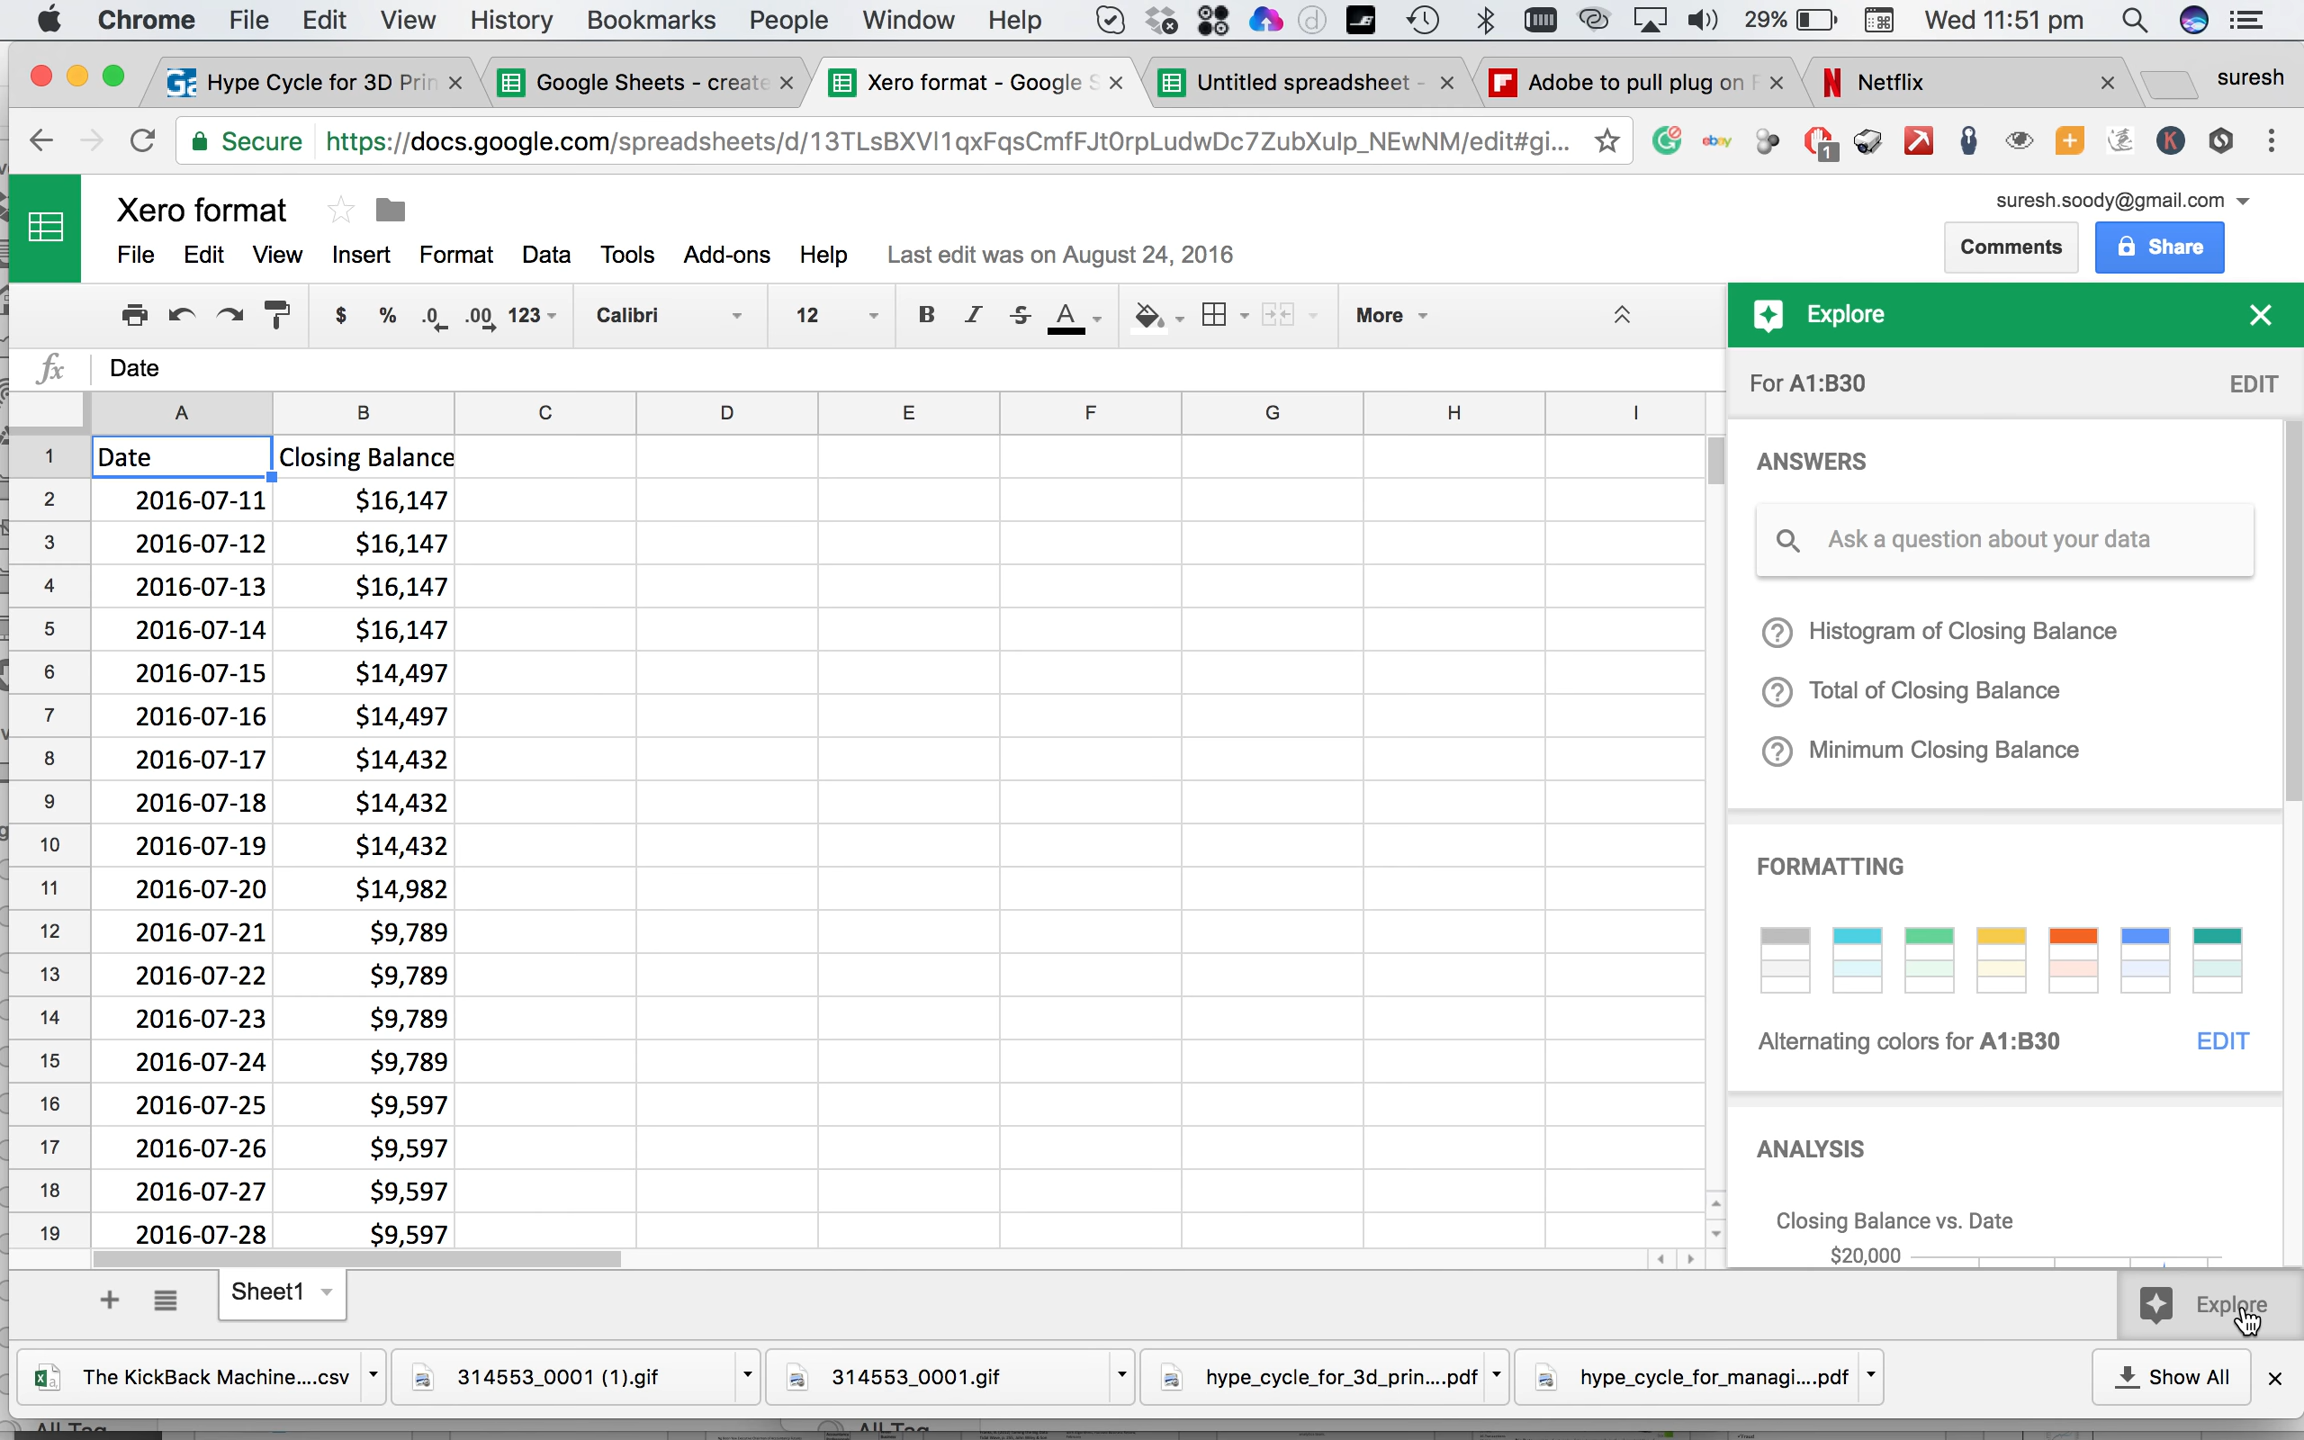 Chrome File Edit View History Bookmarks People Window Help 29% Wed 11:51 pm
Hype Cycle for 3D Prin Google Sheets - create Xero format - Google S Untitled spreadsheet - Adobe to pull plug on F Netflix suresh
Secure https://docs.google.com/spreadsheets/d/13TLsBXVl1qxFqsCmfFJt0rpLudwDc7ZubXulp_NEwNM/edit#gi... ebay 1 K
Xero format suresh.soody@gmail.com
File Edit View Insert Format Data Tools Add-ons Help Last edit was on August 24, 2016 Comments Share
$ % .0 .00 123 Calibri 12 B I S A More Explore
fx Date
For A1:B30 EDIT
A B C D E F G H I
1 Date Closing Balance
2 2016-07-11 $16,147
3 2016-07-12 $16,147
4 2016-07-13 $16,147
5 2016-07-14 $16,147
6 2016-07-15 $14,497
7 2016-07-16 $14,497
8 2016-07-17 $14,432
9 2016-07-18 $14,432
10 2016-07-19 $14,432
11 2016-07-20 $14,982
12 2016-07-21 $9,789
13 2016-07-22 $9,789
14 2016-07-23 $9,789
15 2016-07-24 $9,789
16 2016-07-25 $9,597
17 2016-07-26 $9,597
18 2016-07-27 $9,597
19 2016-07-28 $9,597
ANSWERS
Ask a question about your data
Histogram of Closing Balance
Total of Closing Balance
Minimum Closing Balance
FORMATTING
Alternating colors for A1:B30 EDIT
ANALYSIS
Closing Balance vs. Date
$20,000
Sheet1 Explore
The KickBack Machine....csv 314553_0001 (1).gif 314553_0001.gif hype_cycle_for_3d_prin....pdf hype_cycle_for_managi....pdf Show All